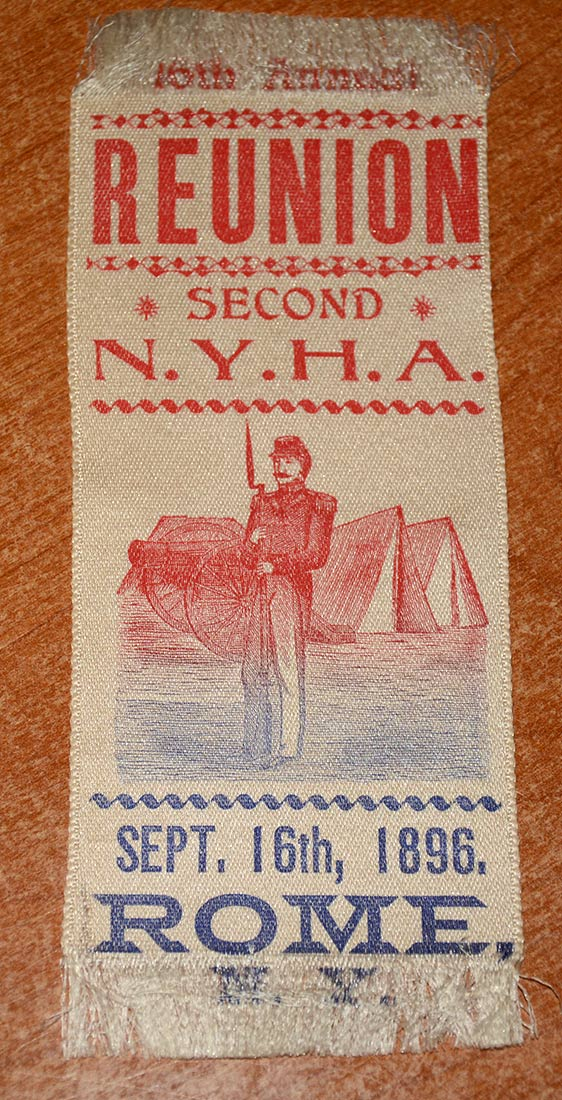 16th Annual
REUNION
SECOND
N.Y.H.A.
SEPT. 16th, 1896.
ROME,
N. Y.